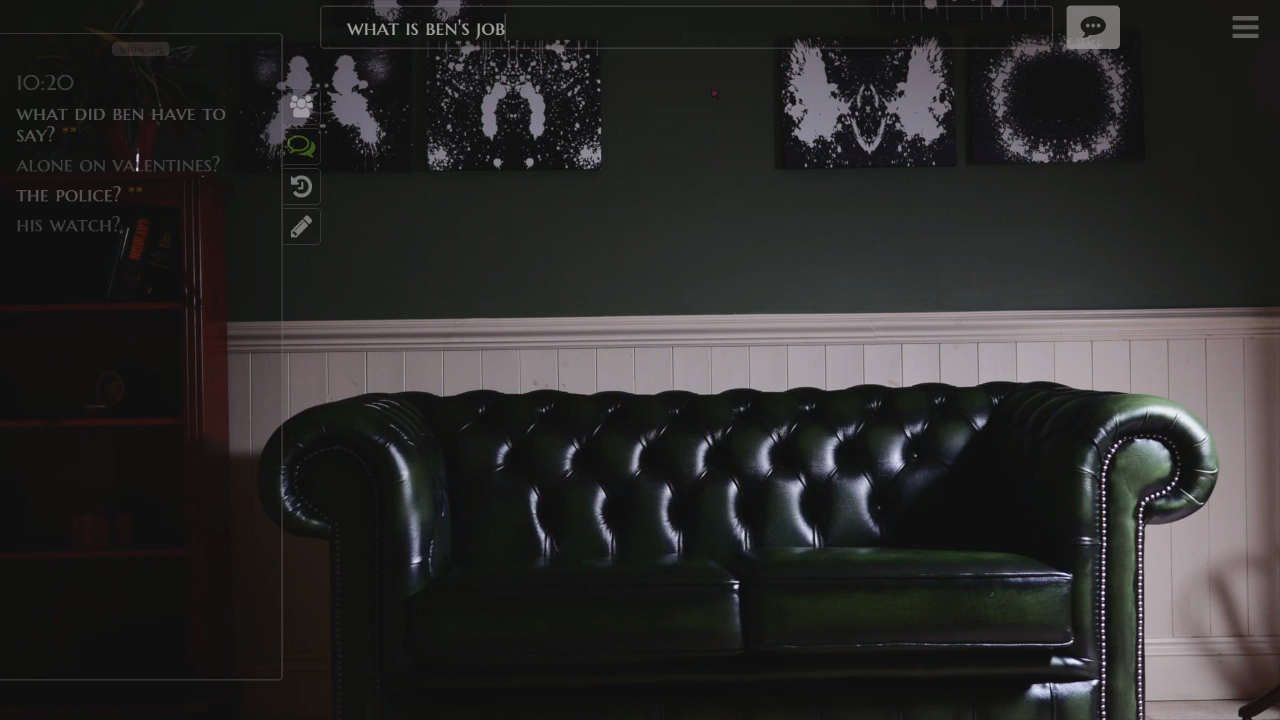 WHAT IS BEN'S JOB
10:20
WHAT DID BEN HAVE TO
SAY? **
ALONE ON VALENTINES?
THE POLICE? **
HIS WATCH?